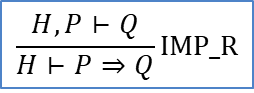 H, P ⊢ Q
H ⊢ P ⇒ Q IMP_R